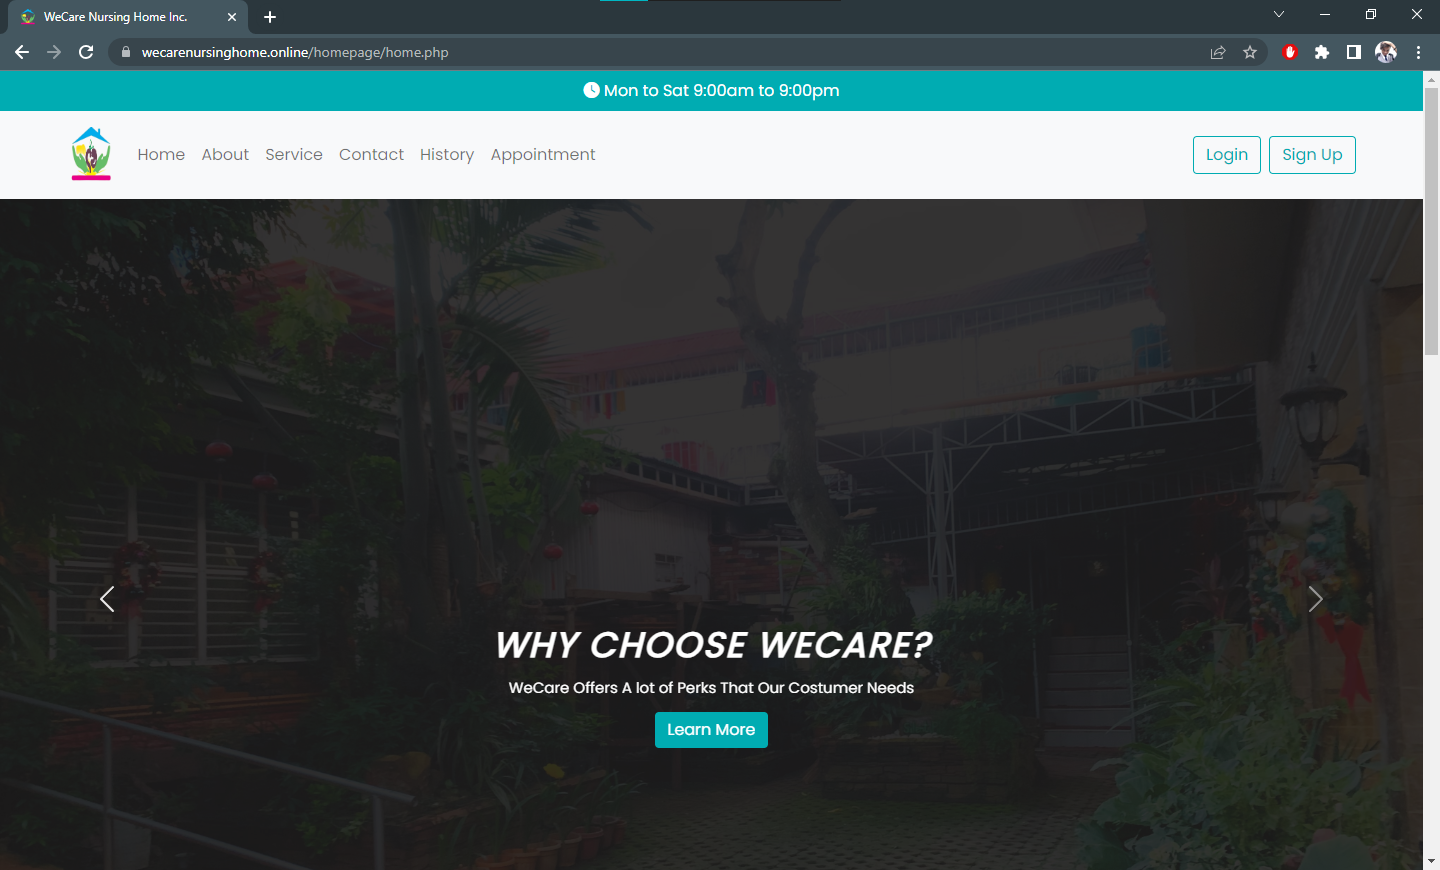 WeCare Nursing Home Inc.
wecarenursinghome.online/homepage/home.php
Mon to Sat 9:00am to 9:00pm
Home About Service Contact History Appointment Login Sign Up
WHY CHOOSE WECARE?
WeCare Offers A lot of Perks That Our Costumer Needs
Learn More